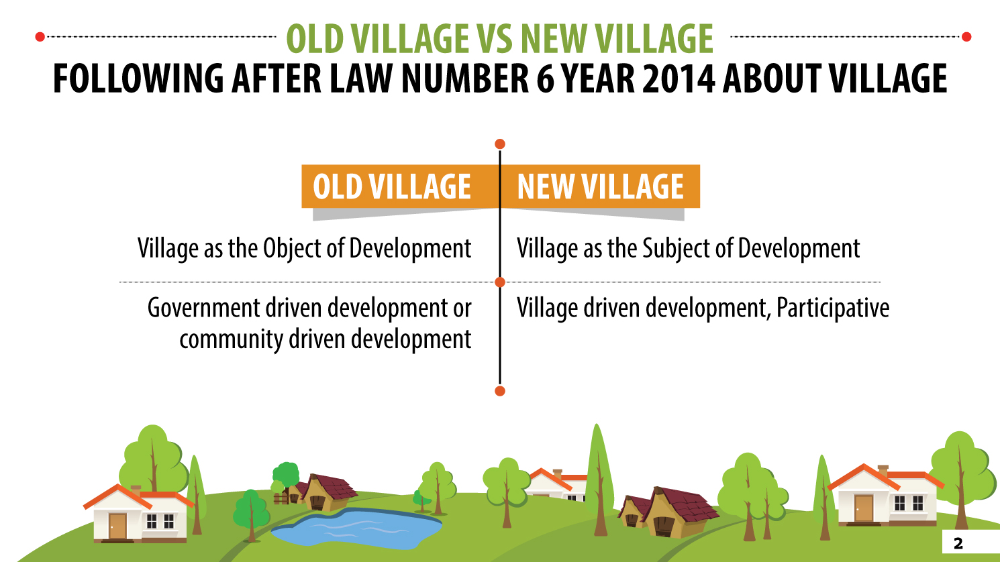 OLD VILLAGE VS NEW VILLAGE
FOLLOWING AFTER LAW NUMBER 6 YEAR 2014 ABOUT VILLAGE
OLD VILLAGE
NEW VILLAGE
Village as the Object of Development
Village as the Subject of Development
Government driven development or
community driven development
Village driven development, Participative
2